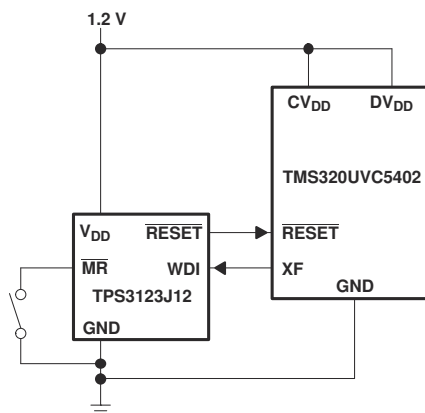 1.2 V
CVDD DVDD
TMS320UVC5402
VDD RESET RESET
MR WDI XF
TPS3123J12
GND
GND